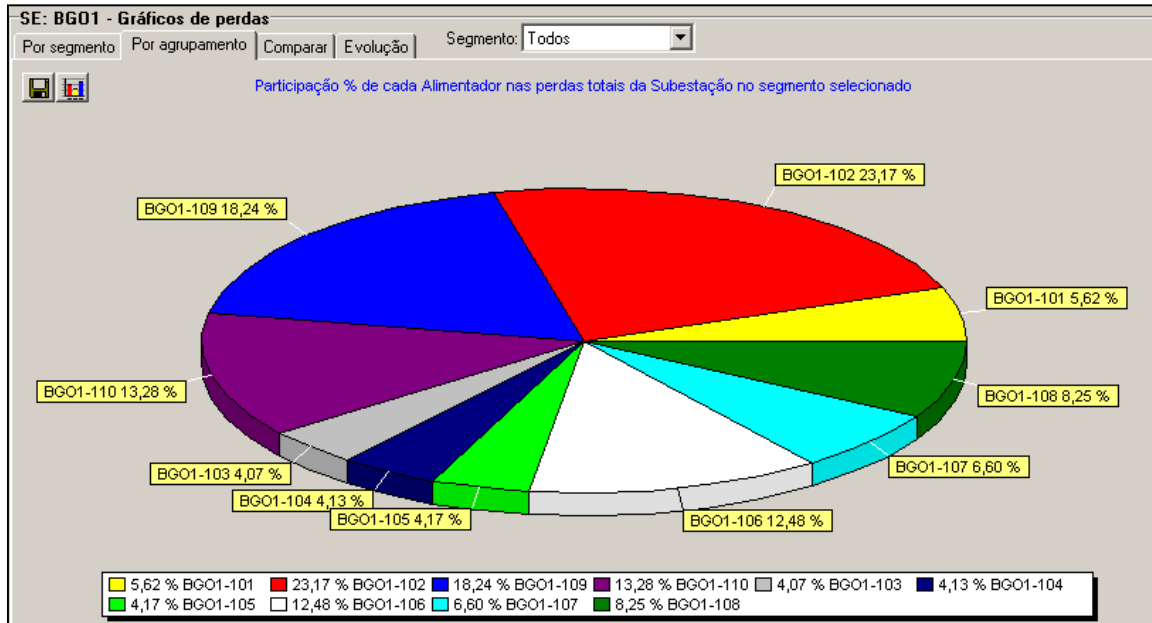 SE: BGO1 - Gráficos de perdas
Por segmento Por agrupamento Comparar Evolução Segmento: Todos
Participação % de cada Alimentador nas perdas totais da Subestação no segmento selecionado
BGO1-102 23,17 %
BGO1-109 18,24 %
BGO1-101 5,62 %
BGO1-110 13,28 %
BGO1-108 8,25 %
BGO1-103 4,07 %
BGO1-107 6,60 %
BGO1-104 4,13 %
BGO1-105 4,17 %
BGO1-106 12,48 %
5,62 % BGO1-101 23,17 % BGO1-102 18,24 % BGO1-109 13,28 % BGO1-110 4,07 % BGO1-103 4,13 % BGO1-104
4,17 % BGO1-105 12,48 % BGO1-106 6,60 % BGO1-107 8,25 % BGO1-108